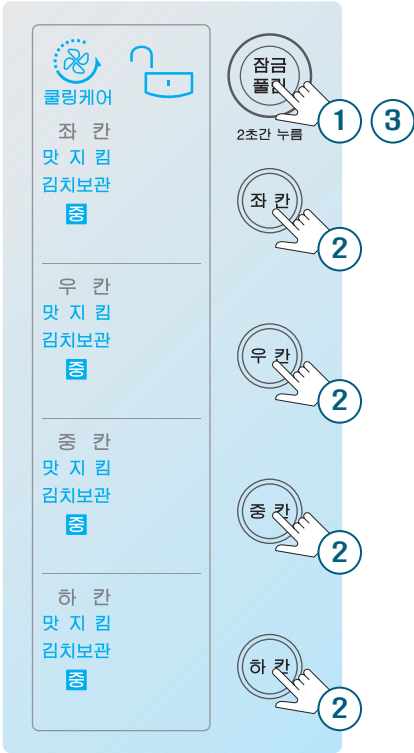 쿨링케어
좌 칸
맛 지 킴
김치보관
중
우 칸
맛 지 킴
김치보관
중
중 칸
맛 지 킴
김치보관
중
하 칸
맛 지 킴
김치보관
중
잠금
풀림
1 3
2초간 누름
좌 칸
2
우 칸
2
중 칸
2
하 칸
2